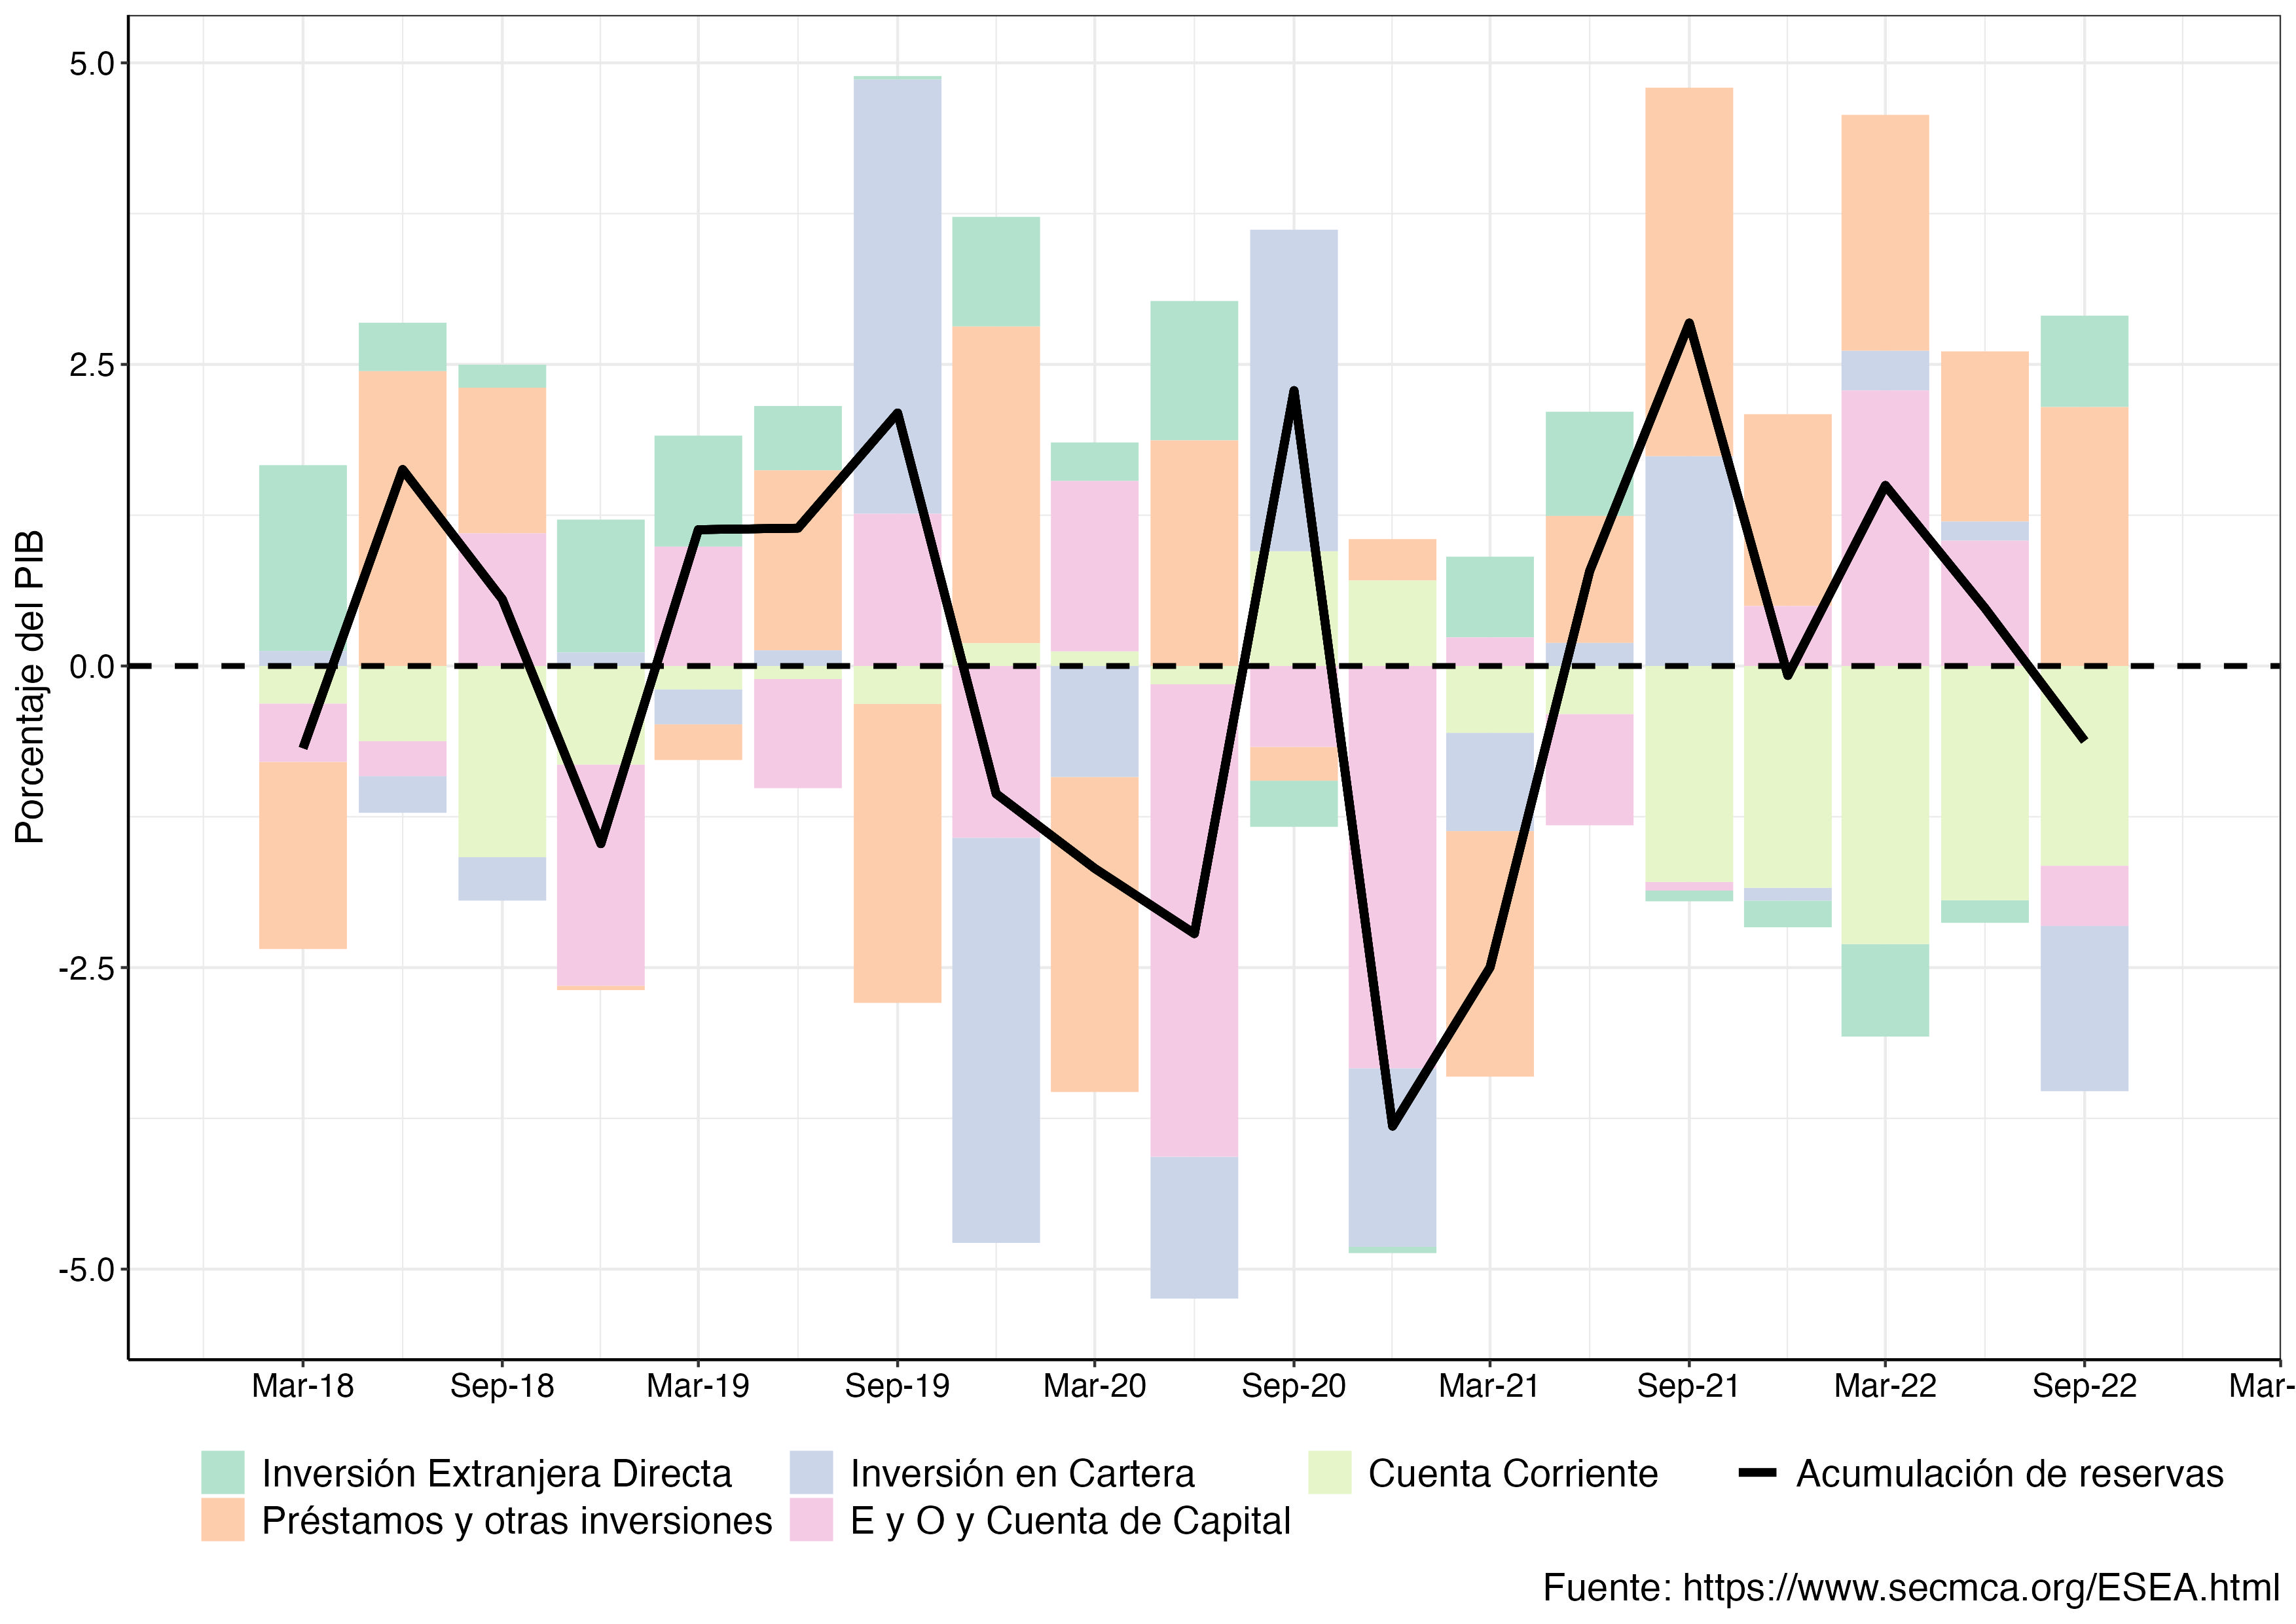 Porcentaje del PIB
5.0
2.5
0.0
-2.5
-5.0
Mar-18 Sep-18 Mar-19 Sep-19 Mar-20 Sep-20 Mar-21 Sep-21 Mar-22 Sep-22 Mar-
Inversión Extranjera Directa Inversión en Cartera Cuenta Corriente Acumulación de reservas
Préstamos y otras inversiones E y O y Cuenta de Capital
Fuente: https://www.secmca.org/ESEA.html